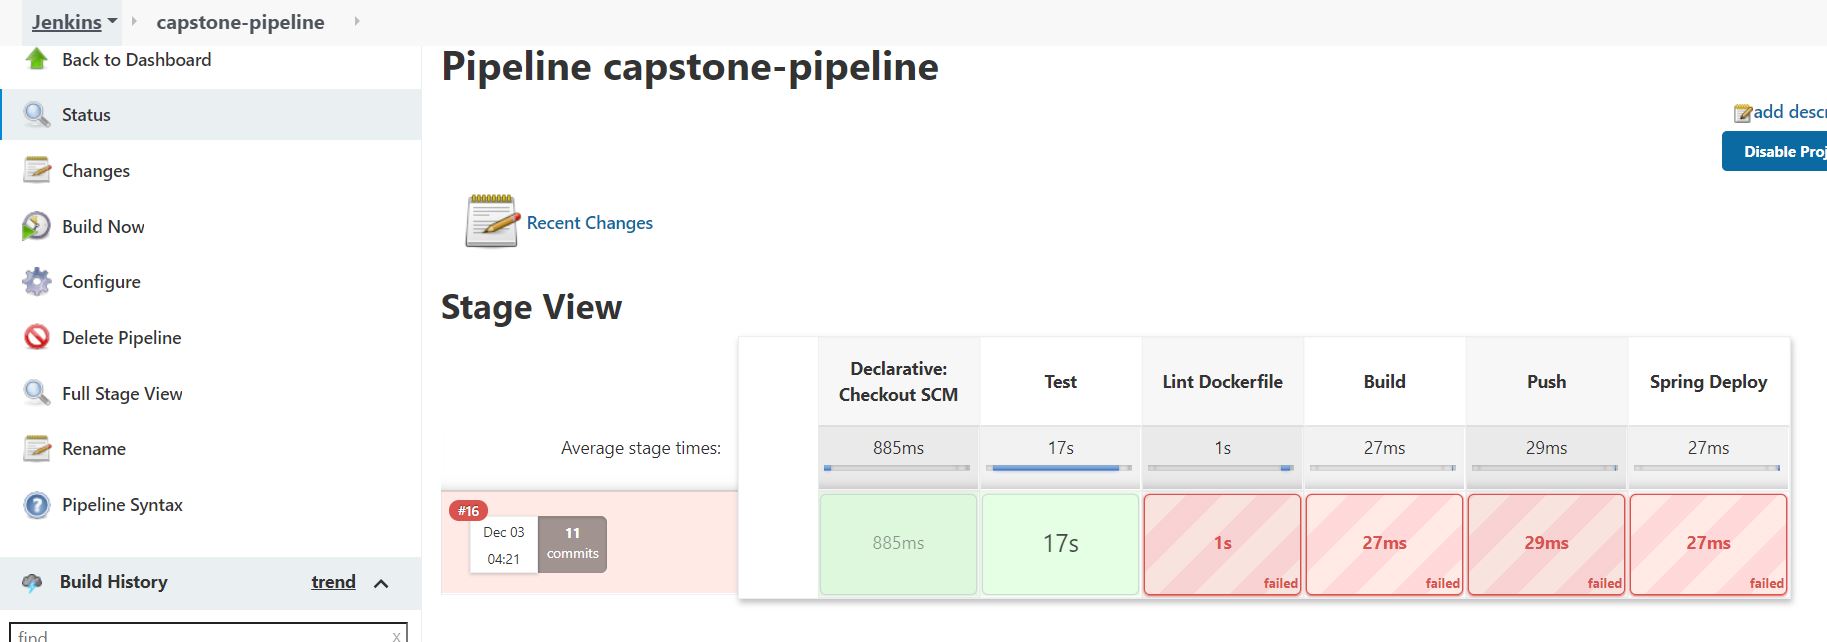 Jenkins
capstone-pipeline
Back to Dashboard
Status
Changes
Build Now
Configure
Delete Pipeline
Full Stage View
Rename
Pipeline Syntax
Build History trend
find x
Pipeline capstone-pipeline
add descr
Disable Proj
Recent Changes
Stage View
Declarative:
Checkout SCM
Test
Lint Dockerfile
Build
Push
Spring Deploy
Average stage times:
885ms
17s
1s
27ms
29ms
27ms
#16
Dec 03
04:21
11
commits
885ms
17s
1s
failed
27ms
failed
29ms
failed
27ms
failed